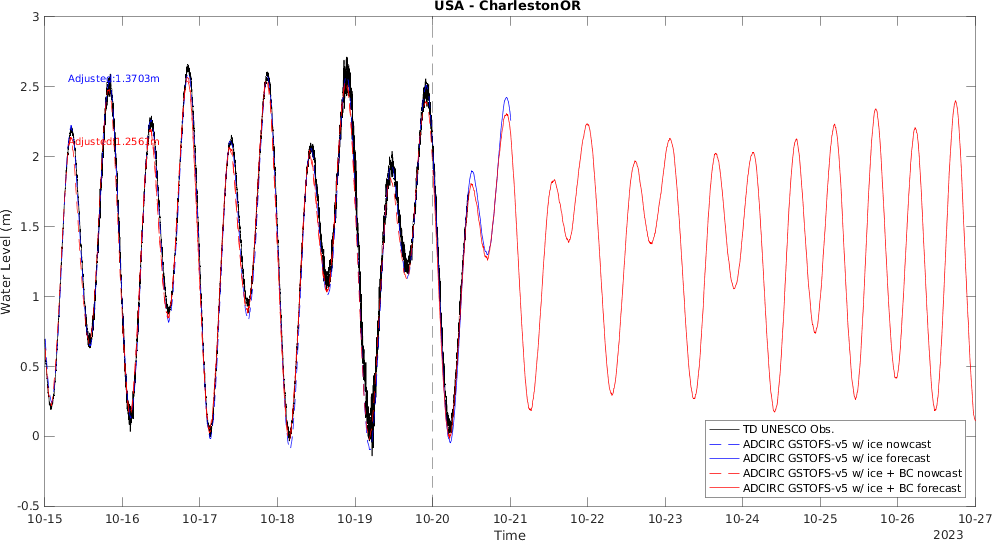 USA - CharlestonOR
Water Level (m)
3
2.5
2
1.5
1
0.5
0
-0.5
Adjusted:1.3703m
Adjusted:1.2561m
TD UNESCO Obs.
ADCIRC GSTOFS-v5 w/ ice nowcast
ADCIRC GSTOFS-v5 w/ ice forecast
ADCIRC GSTOFS-v5 w/ ice + BC nowcast
ADCIRC GSTOFS-v5 w/ ice + BC forecast
10-15 10-16 10-17 10-18 10-19 10-20 10-21 10-22 10-23 10-24 10-25 10-26 10-27
Time
2023